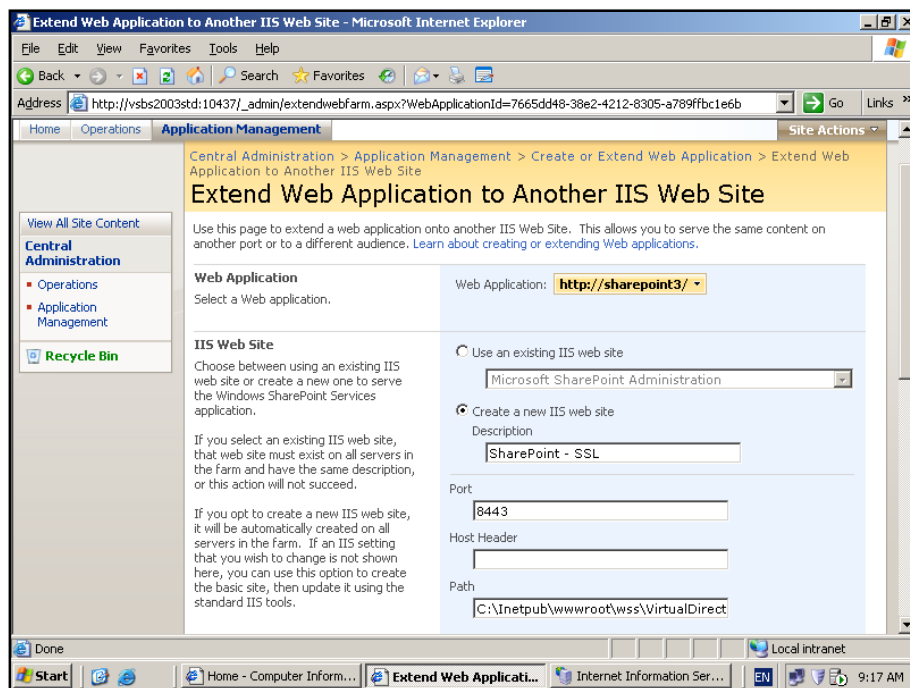 Extend Web Application to Another IIS Web Site - Microsoft Internet Explorer
File Edit View Favorites Tools Help
Back Search Favorites
Address http://vsbs2003std:10437/_admin/extendwebfarm.aspx?WebApplicationId=7665dd48-38e2-4212-8305-a789ffbc1e6b Go Links »
Home Operations Application Management Site Actions
Central Administration > Application Management > Create or Extend Web Application > Extend Web
Application to Another IIS Web Site
Extend Web Application to Another IIS Web Site
View All Site Content
Central
Administration
Operations
Application
Management
Recycle Bin
Use this page to extend a web application onto another IIS Web Site. This allows you to serve the same content on
another port or to a different audience. Learn about creating or extending Web applications.
Web Application
Select a Web application.
Web Application: http://sharepoint3/
IIS Web Site
Choose between using an existing IIS
web site or create a new one to serve
the Windows SharePoint Services
application.
If you select an existing IIS web site,
that web site must exist on all servers in
the farm and have the same description,
or this action will not succeed.
If you opt to create a new IIS web site,
it will be automatically created on all
servers in the farm. If an IIS setting
that you wish to change is not shown
here, you can use this option to create
the basic site, then update it using the
standard IIS tools.
Use an existing IIS web site
Microsoft SharePoint Administration
Create a new IIS web site
Description
SharePoint - SSL
Port
8443
Host Header
Path
C:\Inetpub\wwwroot\wss\VirtualDirect
Done Local intranet
Start Home - Computer Inform... Extend Web Applicati... Internet Information Ser... EN 9:17 AM